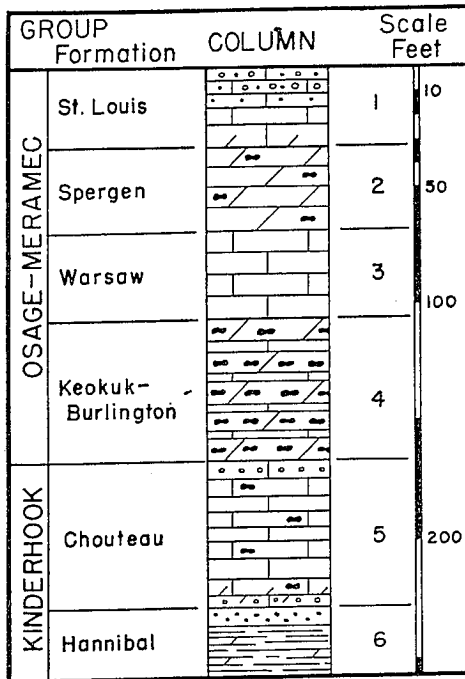 GROUP
Formation
COLUMN
Scale
Feet
OSAGE-MERAMEC
St. Louis
1
10
Spergen
2
50
Warsaw
3
100
Keokuk-
Burlington
4
KINDERHOOK
Chouteau
5
200
Hannibal
6